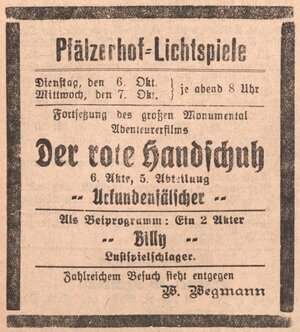 Pfälzerhof-Lichtspiele
Dienstag, den 6. Okt.
Mittwoch, den 7. Okt.
je abend 8 Uhr
Fortsetzung des großen Monumental
Abenteurerfilms
Der rote Handschuh
6. Akte, 5. Abteilung
-- Urkundenfälscher --
Als Beiprogramm: Ein 2 Akter
-- Billy --
Lustspielschlager.
Zahlreichem Besuch sieht entgegen
W. Wegmann